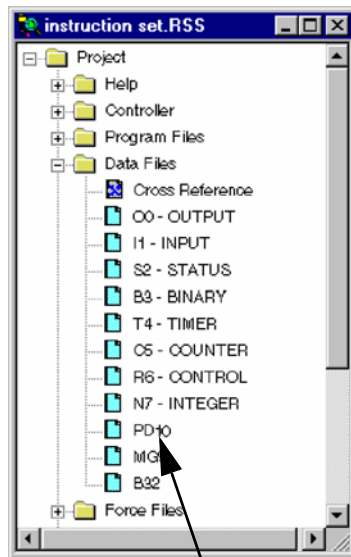 instruction set.RSS
Project
Help
Controller
Program Files
Data Files
Cross Reference
O0 - OUTPUT
I1 - INPUT
S2 - STATUS
B3 - BINARY
T4 - TIMER
C5 - COUNTER
R6 - CONTROL
N7 - INTEGER
PD10
B32
Force Files